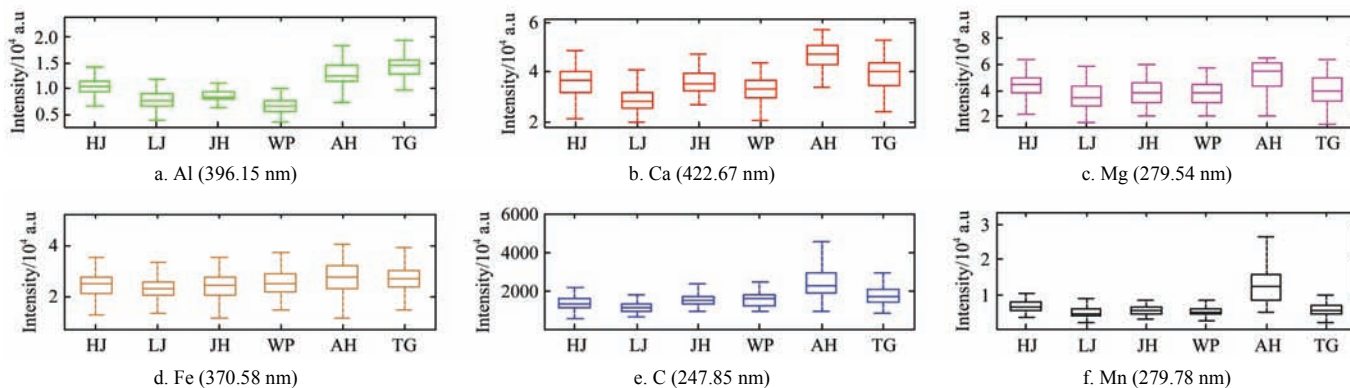 Intensity/10⁴ a.u
2.0
1.5
1.0
0.5
HJ LJ JH WP AH TG
a. Al (396.15 nm)
Intensity/10⁴ a.u
6
4
2
HJ LJ JH WP AH TG
b. Ca (422.67 nm)
Intensity/10⁴ a.u
8
6
4
2
HJ LJ JH WP AH TG
c. Mg (279.54 nm)
Intensity/10⁴ a.u
4
2
HJ LJ JH WP AH TG
d. Fe (370.58 nm)
Intensity/10⁴ a.u
6000
4000
2000
0
HJ LJ JH WP AH TG
e. C (247.85 nm)
Intensity/10⁴ a.u
3
2
1
HJ LJ JH WP AH TG
f. Mn (279.78 nm)